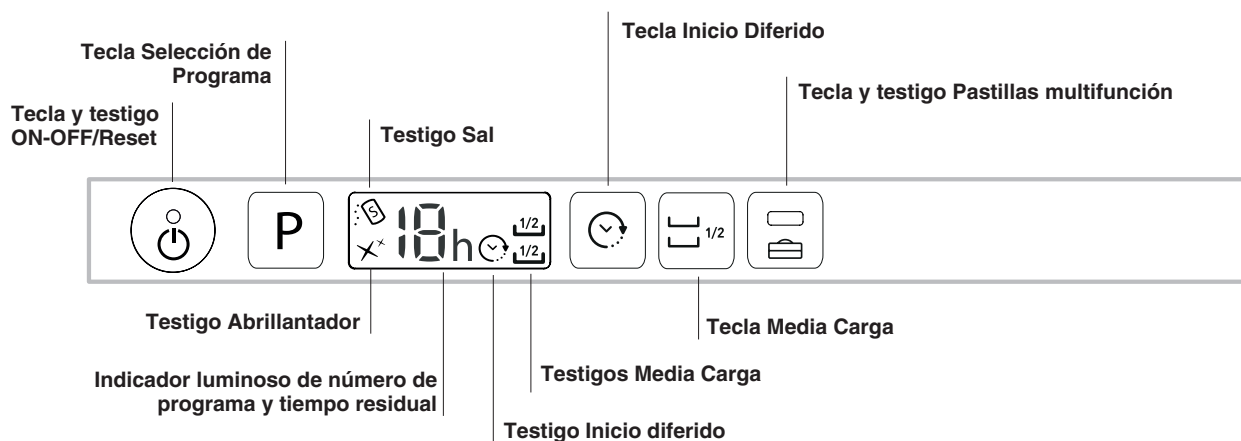 Tecla Inicio Diferido
Tecla Selección de
Programa
Tecla y testigo Pastillas multifunción
Tecla y testigo
ON-OFF/Reset
Testigo Sal
P
S
18h
1/2
1/2
1/2
Testigo Abrillantador
Tecla Media Carga
Indicador luminoso de número de
programa y tiempo residual
Testigos Media Carga
Testigo Inicio diferido